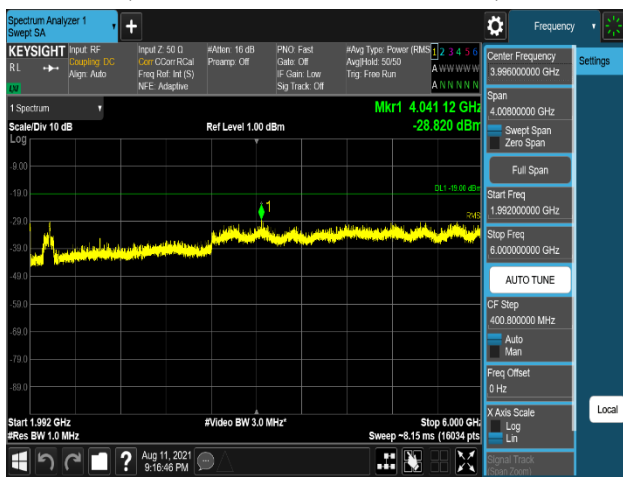 Spectrum Analyzer 1
Swept SA
+
Frequency
KEYSIGHT
RL
LXI
Input: RF
Coupling: DC
Align: Auto
Input Z: 50 Ω
Corr CCorr RCal
Freq Ref: Int (S)
NFE: Adaptive
#Atten: 16 dB
Preamp: Off
PNO: Fast
Gate: Off
IF Gain: Low
Sig Track: Off
#Avg Type: Power (RMS
Avg|Hold: 50/50
Trig: Free Run
1 2 3 4 5 6
A W W W W W
A N N N N N
1 Spectrum
Scale/Div 10 dB
Log
Ref Level 1.00 dBm
Mkr1 4.041 12 GHz
-28.820 dBm
-9.00
-19.0
-29.0
-39.0
-49.0
-59.0
-69.0
-79.0
-89.0
DL1 -19.00 dBm
RMS
1
Start 1.992 GHz
#Res BW 1.0 MHz
#Video BW 3.0 MHz*
Stop 6.000 GHz
Sweep ~8.15 ms (16034 pts
?
Aug 11, 2021
9:16:46 PM
Center Frequency
3.996000000 GHz
Span
4.00800000 GHz
Swept Span
Zero Span
Full Span
Start Freq
1.992000000 GHz
Stop Freq
6.000000000 GHz
AUTO TUNE
CF Step
400.800000 MHz
Auto
Man
Freq Offset
0 Hz
X Axis Scale
Log
Lin
Signal Track
(Span Zoom)
Settings
Local